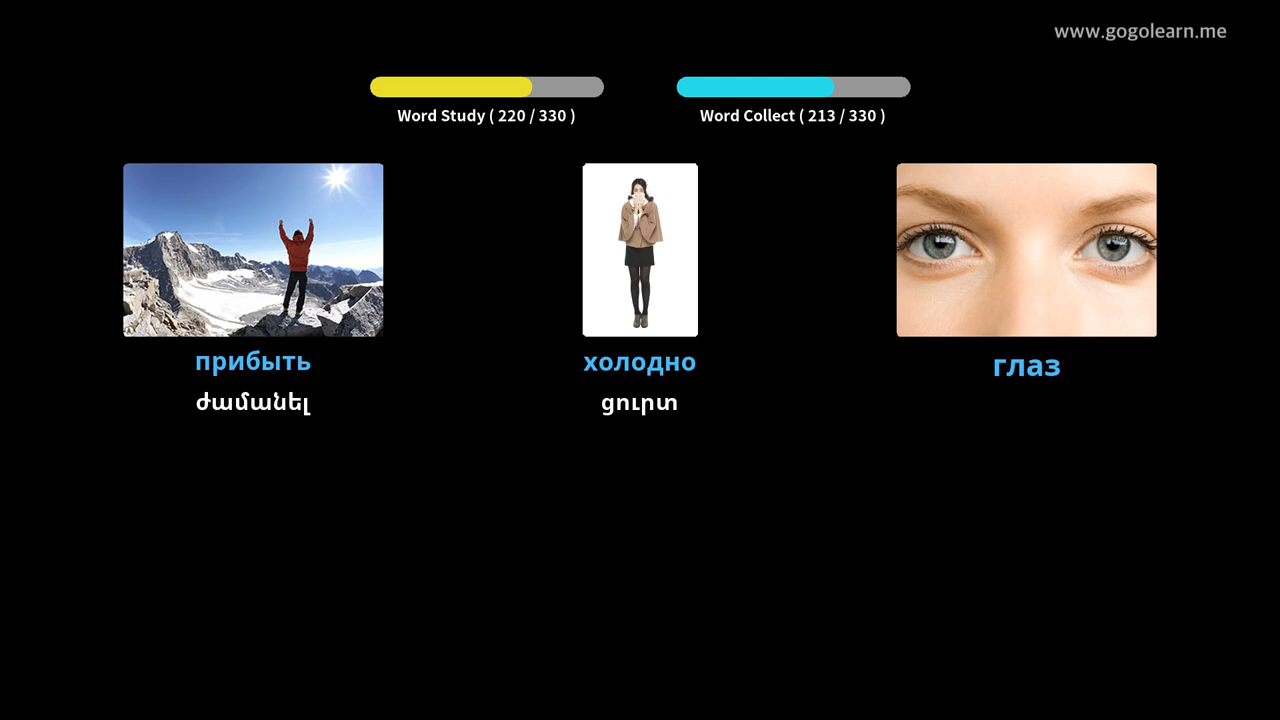 www.gogolearn.me
Word Study ( 220 / 330 )
Word Collect ( 213 / 330 )
прибыть
ժամանել
холодно
ցուրտ
глаз